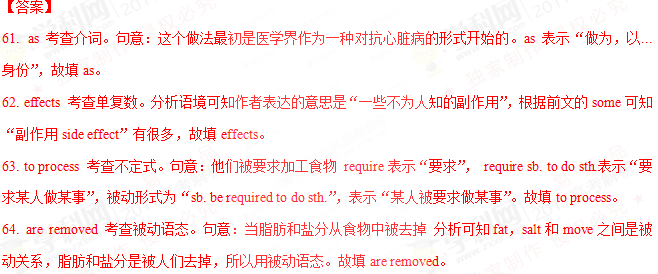 【答案】
61. as 考查介词。句意：这个做法最初是医学界作为一种对抗心脏病的形式开始的。as 表示“做为，以…
身份”，故填 as。
62. effects 考查单复数。分析语境可知作者表达的意思是“一些不为人知的副作用”，根据前文的 some 可知
“副作用 side effect”有很多，故填 effects。
63. to process 考查不定式。句意：他们被要求加工食物 require 表示“要求”， require sb. to do sth.表示“要
求某人做某事”，被动形式为“sb. be required to do sth.”，表示“某人被要求做某事”。故填 to process。
64. are removed 考查被动语态。句意：当脂肪和盐分从食物中被去掉 分析可知 fat，salt 和 move 之间是被
动关系，脂肪和盐分是被人们去掉，所以用被动语态。故填 are removed。